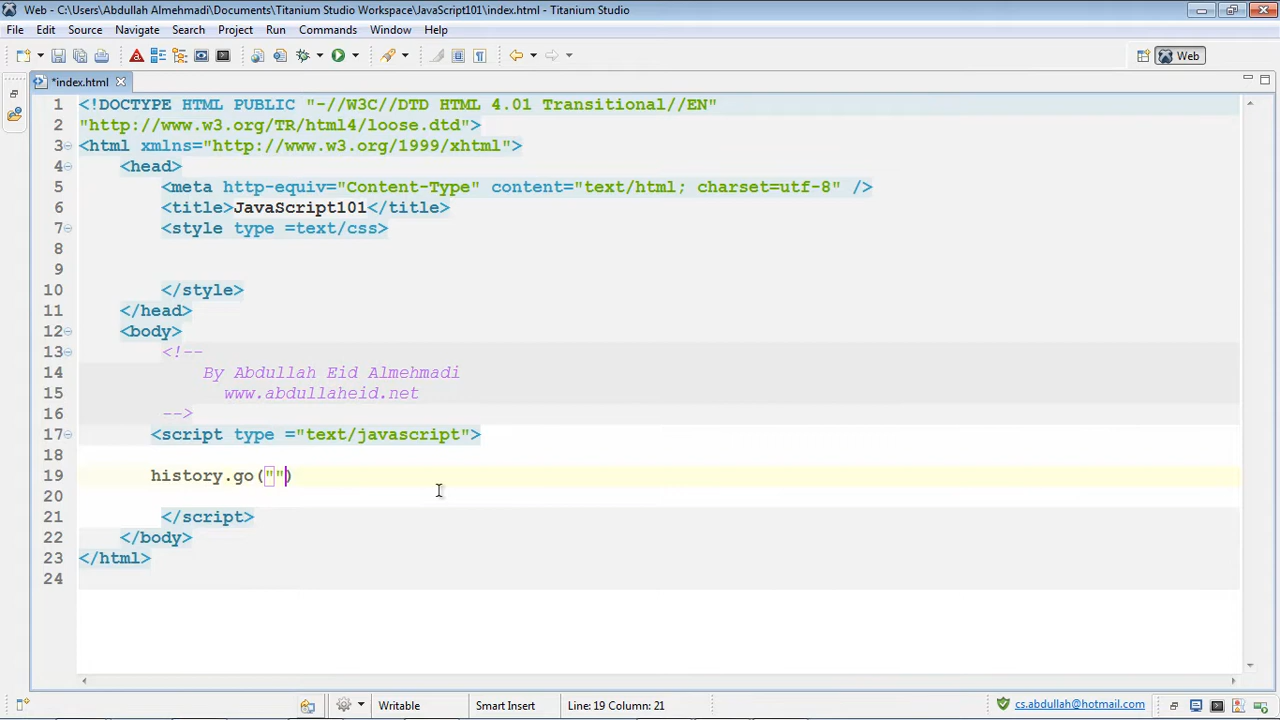 Web - C:\Users\Abdullah Almehmadi\Documents\Titanium Studio Workspace\JavaScript101\index.html - Titanium Studio
File Edit Source Navigate Search Project Run Commands Window Help
Web
*index.html
1 <!DOCTYPE HTML PUBLIC "-//W3C//DTD HTML 4.01 Transitional//EN"
2 "http://www.w3.org/TR/html4/loose.dtd">
3 <html xmlns="http://www.w3.org/1999/xhtml">
4 <head>
5 <meta http-equiv="Content-Type" content="text/html; charset=utf-8" />
6 <title>JavaScript101</title>
7 <style type =text/css>
8
9
10 </style>
11 </head>
12 <body>
13 <!--
14 By Abdullah Eid Almehmadi
15 www.abdullaheid.net
16 -->
17 <script type ="text/javascript">
18
19 history.go("")
20
21 </script>
22 </body>
23 </html>
24
Writable Smart Insert Line: 19 Column: 21 cs.abdullah@hotmail.com